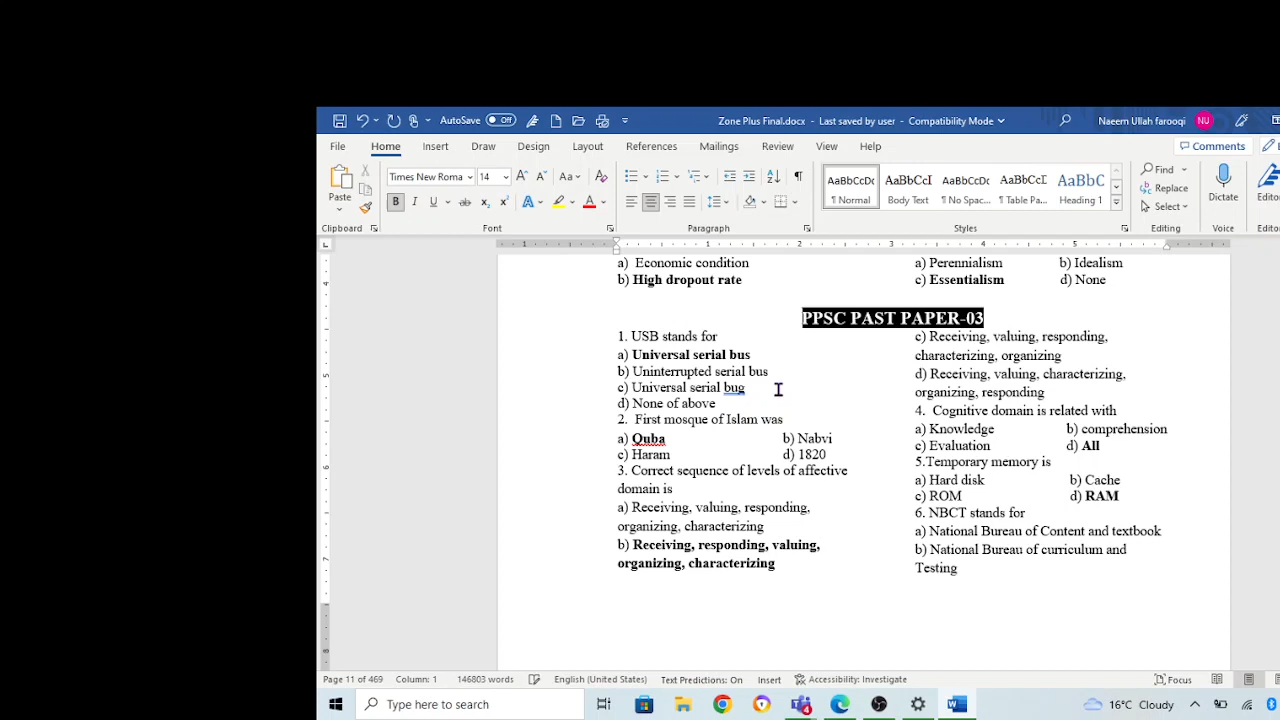 AutoSave Off
Zone Plus Final.docx - Last saved by user - Compatibility Mode
Naeem Ullah farooqi NU
File Home Insert Draw Design Layout References Mailings Review View Help
Comments
Paste
Times New Roma 14
Aa
AaBbCcDc AaBbCcI AaBbCcDc AaBbCcDc AaBbC
¶ Normal Body Text ¶ No Spac... ¶ Table Pa... Heading 1
Find
Replace
Select
Dictate
Editor
Clipboard Font Paragraph Styles Editing Voice Editor
a) Economic condition
b) High dropout rate
a) Perennialism b) Idealism
c) Essentialism d) None
PPSC PAST PAPER-03
1. USB stands for
a) Universal serial bus
b) Uninterrupted serial bus
c) Universal serial bug
d) None of above
2. First mosque of Islam was
a) Quba b) Nabvi
c) Haram d) 1820
3. Correct sequence of levels of affective
domain is
a) Receiving, valuing, responding,
organizing, characterizing
b) Receiving, responding, valuing,
organizing, characterizing
c) Receiving, valuing, responding,
characterizing, organizing
d) Receiving, valuing, characterizing,
organizing, responding
4. Cognitive domain is related with
a) Knowledge b) comprehension
c) Evaluation d) All
5.Temporary memory is
a) Hard disk b) Cache
c) ROM d) RAM
6. NBCT stands for
a) National Bureau of Content and textbook
b) National Bureau of curriculum and
Testing
Page 11 of 469 Column: 1 146803 words English (United States) Text Predictions: On Insert Accessibility: Investigate Focus
Type here to search
16°C Cloudy